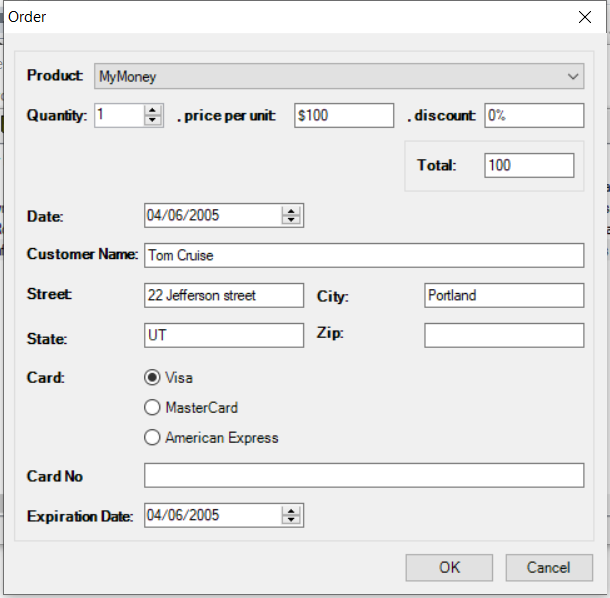 Order
Product: MyMoney
Quantity: 1 . price per unit: $100 . discount: 0%
Total: 100
Date: 04/06/2005
Customer Name: Tom Cruise
Street: 22 Jefferson street City: Portland
State: UT Zip:
Card: Visa
MasterCard
American Express
Card No
Expiration Date: 04/06/2005
OK Cancel